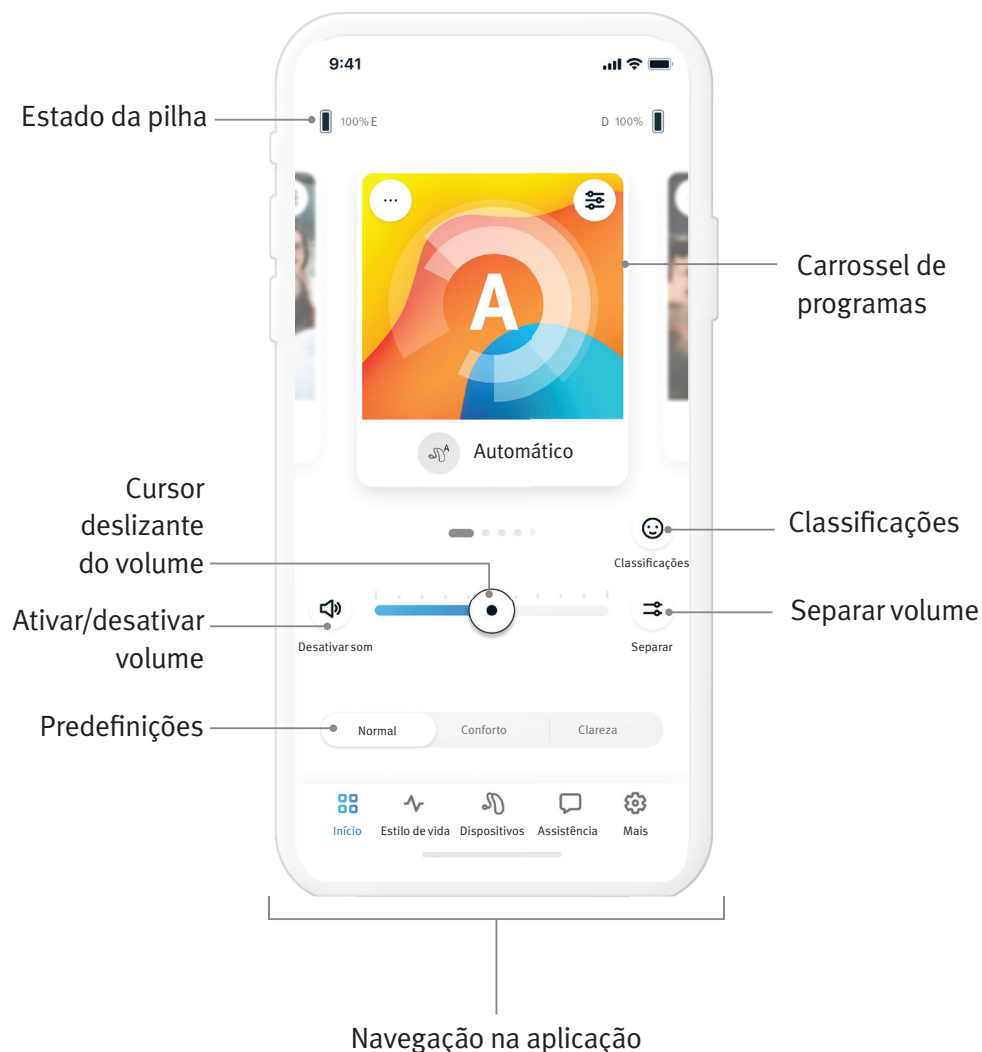 9:41
Estado da pilha
100% E
D 100%
...
A
Carrossel de
programas
A
Automático
Cursor
deslizante
do volume
Classificações
Classificações
Ativar/desativar
volume
Desativar som
Separar volume
Separar
Predefinições
Normal
Conforto
Clareza
Início
Estilo de vida
Dispositivos
Assistência
Mais
Navegação na aplicação